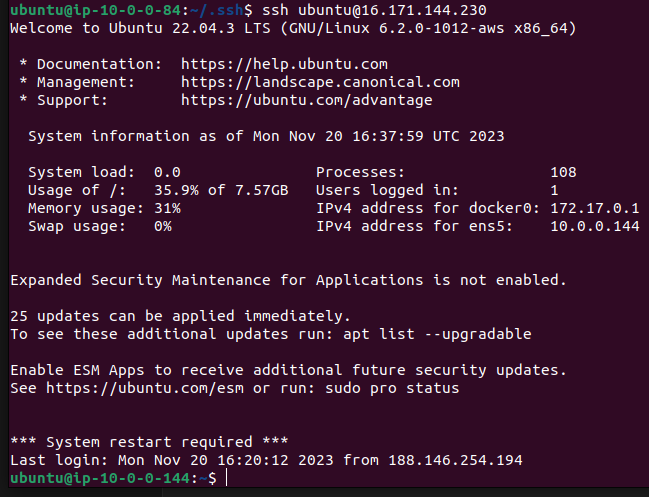 ubuntu@ip-10-0-0-84:~/.ssh$ ssh ubuntu@16.171.144.230
Welcome to Ubuntu 22.04.3 LTS (GNU/Linux 6.2.0-1012-aws x86_64)
* Documentation:  https://help.ubuntu.com
* Management:     https://landscape.canonical.com
* Support:        https://ubuntu.com/advantage
System information as of Mon Nov 20 16:37:59 UTC 2023
System load:  0.0                Processes:                108
Usage of /:   35.9% of 7.57GB   Users logged in:          1
Memory usage: 31%                IPv4 address for docker0: 172.17.0.1
Swap usage:   0%                 IPv4 address for ens5:    10.0.0.144
Expanded Security Maintenance for Applications is not enabled.
25 updates can be applied immediately.
To see these additional updates run: apt list --upgradable
Enable ESM Apps to receive additional future security updates.
See https://ubuntu.com/esm or run: sudo pro status
*** System restart required ***
Last login: Mon Nov 20 16:20:12 2023 from 188.146.254.194
ubuntu@ip-10-0-0-144:~$